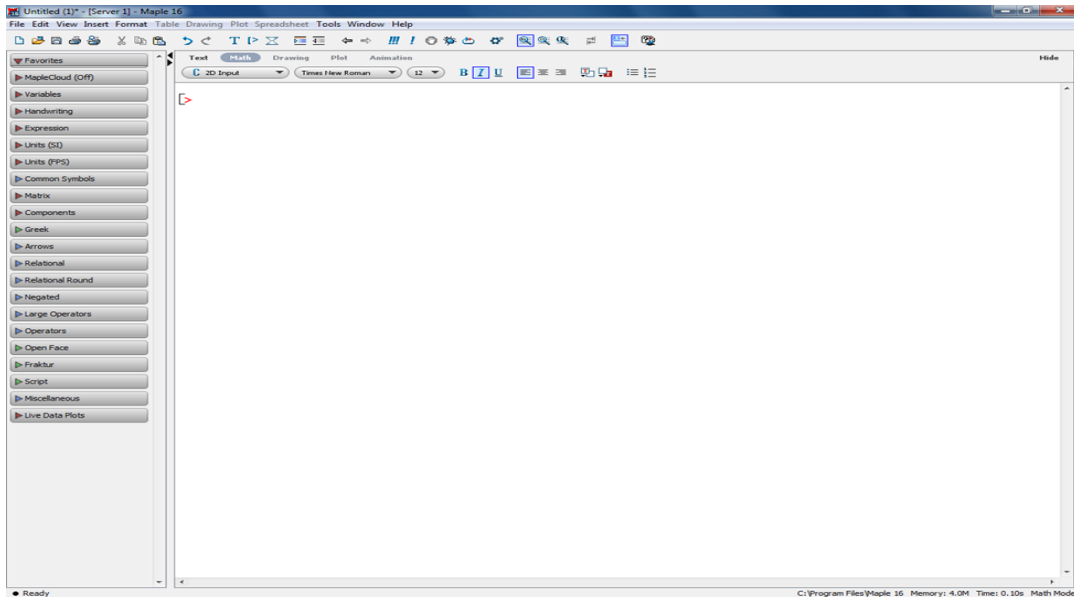 Untitled (1)* - [Server 1] - Maple 16
File Edit View Insert Format Table Drawing Plot Spreadsheet Tools Window Help
Text Math Drawing Plot Animation Hide
C 2D Input Times New Roman 12 B I U
Favorites
MapleCloud (Off)
Variables
Handwriting
Expression
Units (SI)
Units (FPS)
Common Symbols
Matrix
Components
Greek
Arrows
Relational
Relational Round
Negated
Large Operators
Operators
Open Face
Fraktur
Script
Miscellaneous
Live Data Plots
[>
Ready C:\Program Files\Maple 16 Memory: 4.0M Time: 0.10s Math Mode